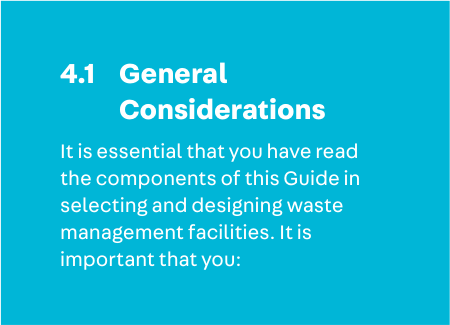 4.1 General
Considerations
It is essential that you have read
the components of this Guide in
selecting and designing waste
management facilities. It is
important that you: